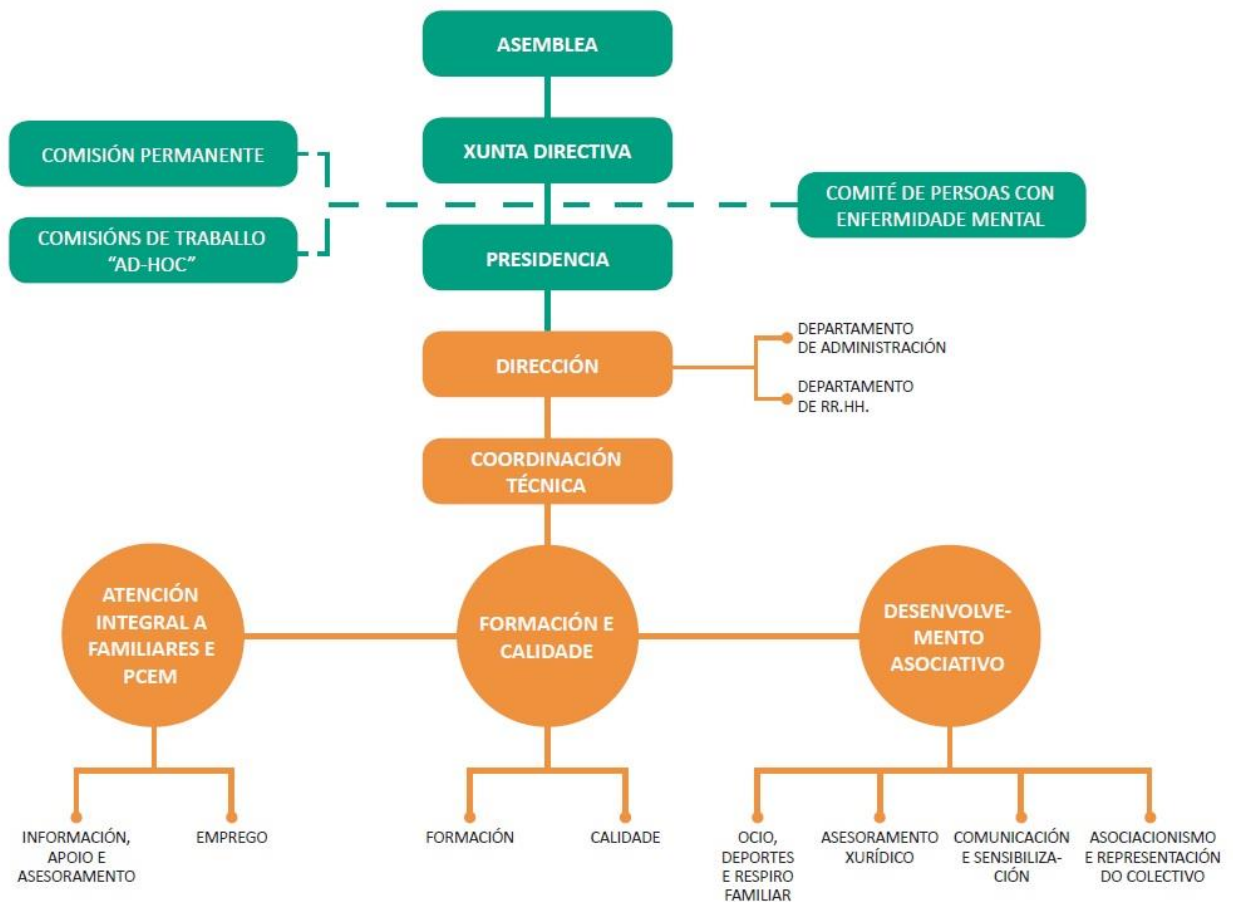 ASEMBLEA
XUNTA DIRECTIVA
COMISIÓN PERMANENTE
COMITÉ DE PERSOAS CON
ENFERMIDADE MENTAL
COMISIÓNS DE TRABALLO
“AD-HOC”
PRESIDENCIA
DIRECCIÓN
DEPARTAMENTO
DE ADMINISTRACIÓN
DEPARTAMENTO
DE RR.HH.
COORDINACIÓN
TÉCNICA
ATENCIÓN
INTEGRAL A
FAMILIARES E
PCEM
FORMACIÓN E
CALIDADE
DESENVOLVE-
MENTO
ASOCIATIVO
INFORMACIÓN,
APOIO E
ASESORAMENTO
EMPREGO
FORMACIÓN
CALIDADE
OCIO,
DEPORTES
E RESPIRO
FAMILIAR
ASESORAMENTO
XURÍDICO
COMUNICACIÓN
E SENSIBILIZA-
CIÓN
ASOCIACIONISMO
E REPRESENTACIÓN
DO COLECTIVO